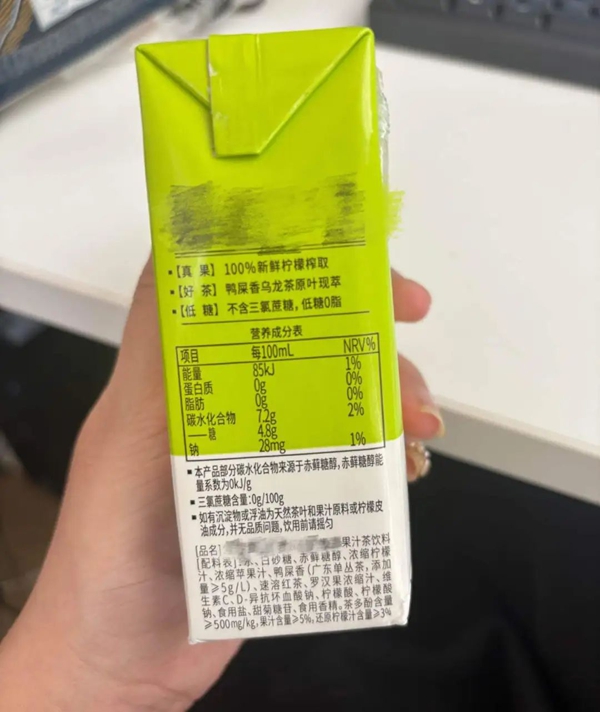 ▪【真 果】 100%新鲜柠檬榨取
▪【好 茶】 鸭屎香乌龙茶原叶现萃
▪【低 糖】 不含三氯蔗糖,低糖0脂
营养成分表
项目 每100mL NRV%
能量 85kJ 1%
蛋白质 0g 0%
脂肪 0g 0%
碳水化合物 7.2g 2%
——糖 4.8g
钠 28mg 1%
▪本产品部分碳水化合物来源于赤藓糖醇,赤藓糖醇能
量系数为0kJ/g
▪三氯蔗糖含量:0g/100g
▪如有沉淀物或浮油为天然茶叶和果汁原料或柠檬皮
油成分,并无品质问题,饮用前请摇匀
[品名] 果汁茶饮料
[配料表]水、白砂糖、赤藓糖醇、浓缩柠檬
汁、浓缩苹果汁、鸭屎香(广东单丛茶,添加
量≥5g/L)、速溶红茶、罗汉果浓缩汁、维
生素C、D-异抗坏血酸钠、柠檬酸、柠檬酸
钠、食用盐、甜菊糖苷、食用香精。茶多酚含量
≥500mg/kg,果汁含量≥5%,还原柠檬汁含量≥3%